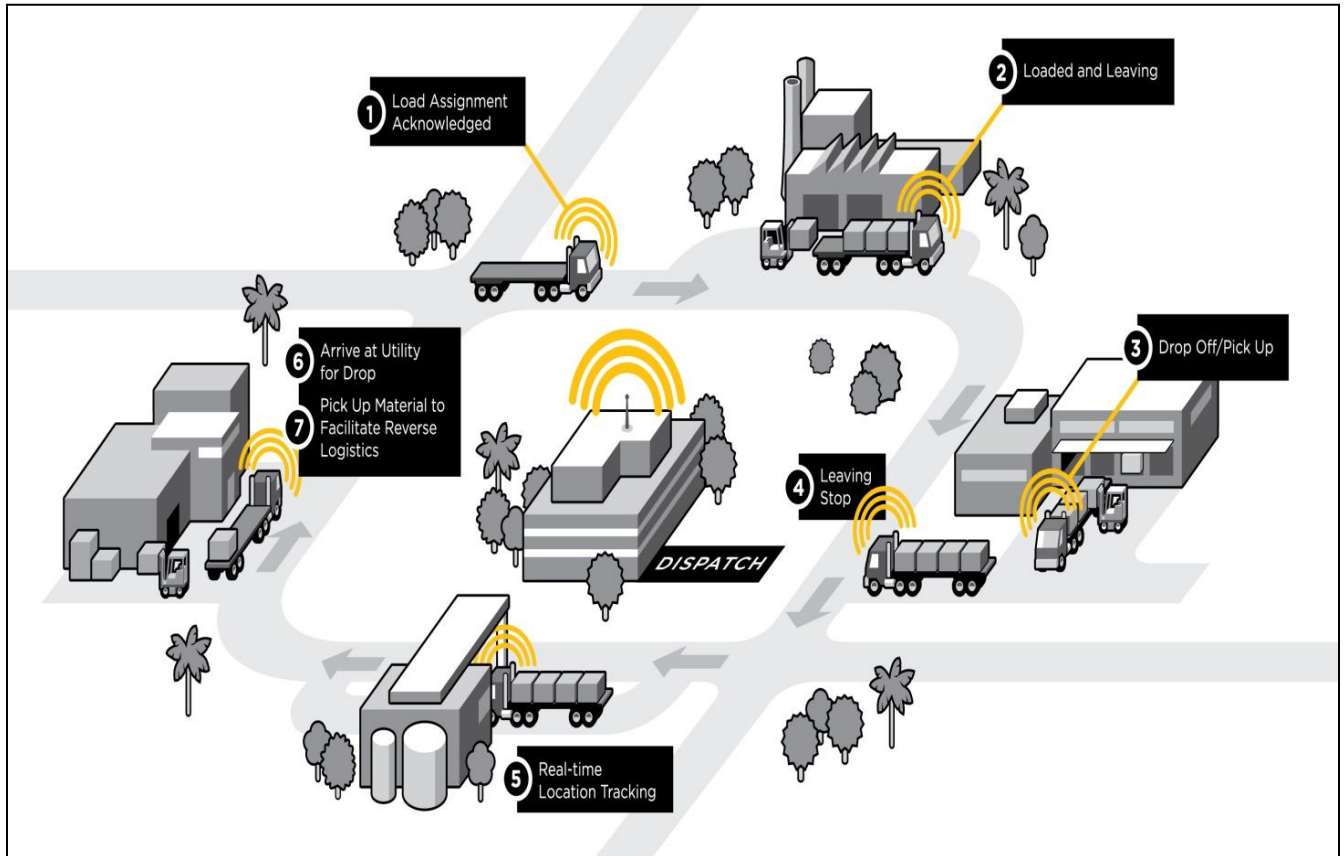 1
Load Assignment
Acknowledged
2
Loaded and Leaving
3
Drop Off/Pick Up
4
Leaving
Stop
5
Real-time
Location Tracking
6
Arrive at Utility
for Drop
7
Pick Up Material to
Facilitate Reverse
Logistics
DISPATCH